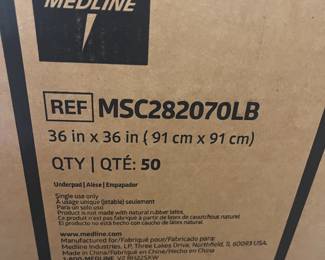 MEDLINE
REF MSC282070LB
36 in x 36 in ( 91 cm x 91 cm)
QTY | QTÉ: 50
Underpad | Alèse | Empapador
Single use only
À usage unique (jetable) seulement
Para un solo uso
Product is not made with natural rubber latex.
Ce produit n'est pas fabriqué à partir de latex de caoutchouc naturel
El producto no está hecho con caucho de látex natural.
www.medline.com
Manufactured for/Fabriqué pour/Fabricado para:
Medline Industries, LP, Three Lakes Drive, Northfield, IL 60093 USA.
Made in China/Fabriqué en Chine/Hecho en China
1-800-MEDLINE